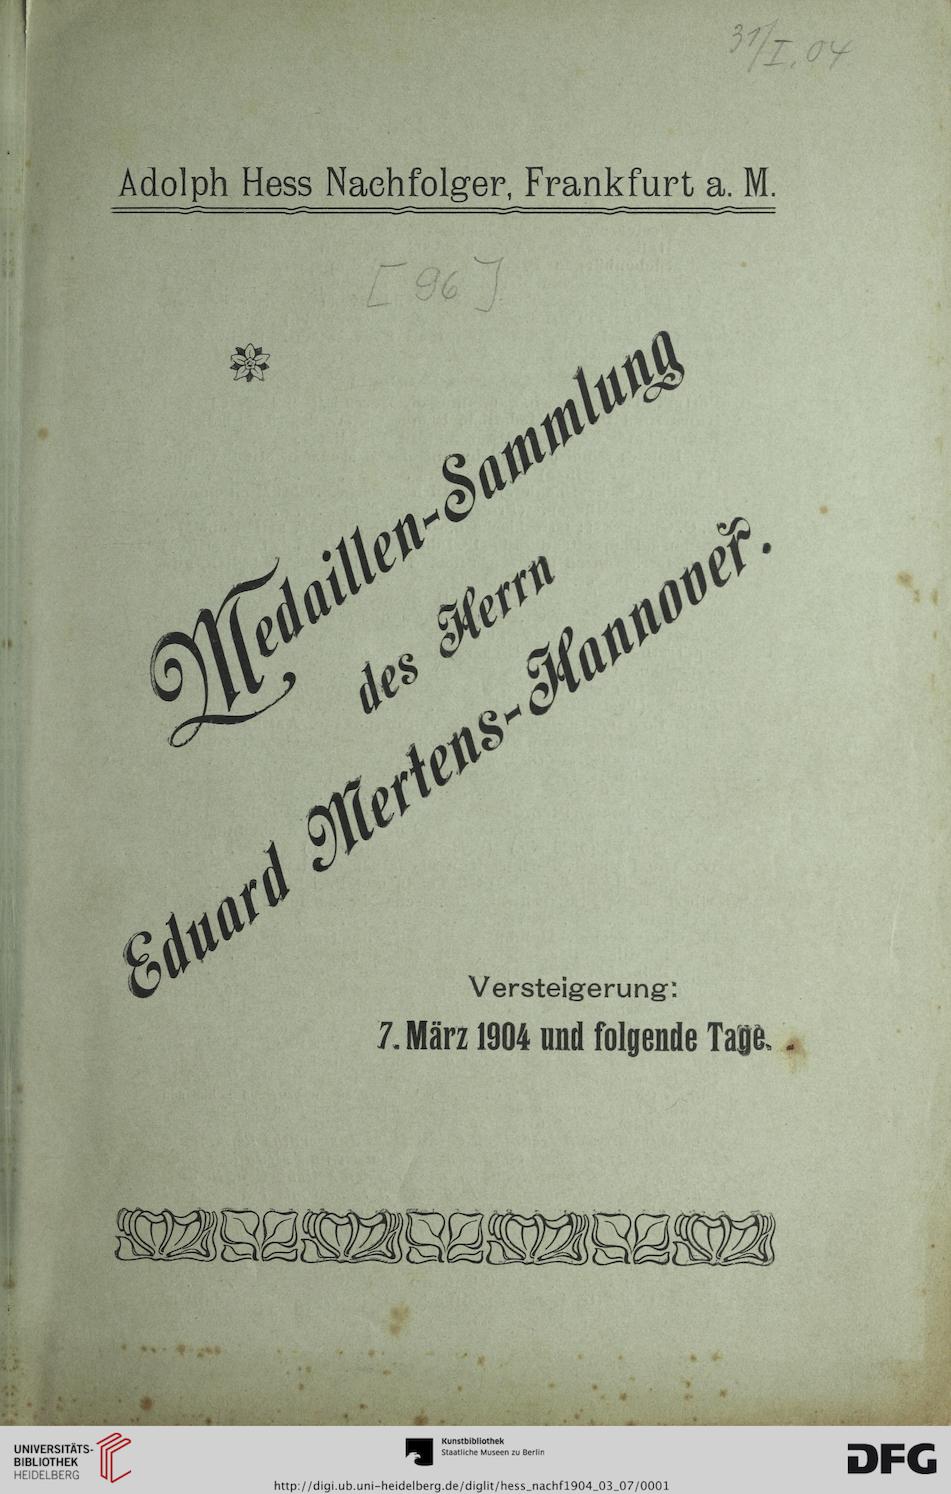 31/I. 04
Adolph Hess Nachfolger, Frankfurt a. M.
[96]
Medaillen-Sammlung
des Herrn
Eduard Mertens-Hannover.
Versteigerung:
7. März 1904 und folgende Tage.
UNIVERSITÄTS-
BIBLIOTHEK
HEIDELBERG
Kunstbibliothek
Staatliche Museen zu Berlin
DFG
http://digi.ub.uni-heidelberg.de/diglit/hess_nachf1904_03_07/0001